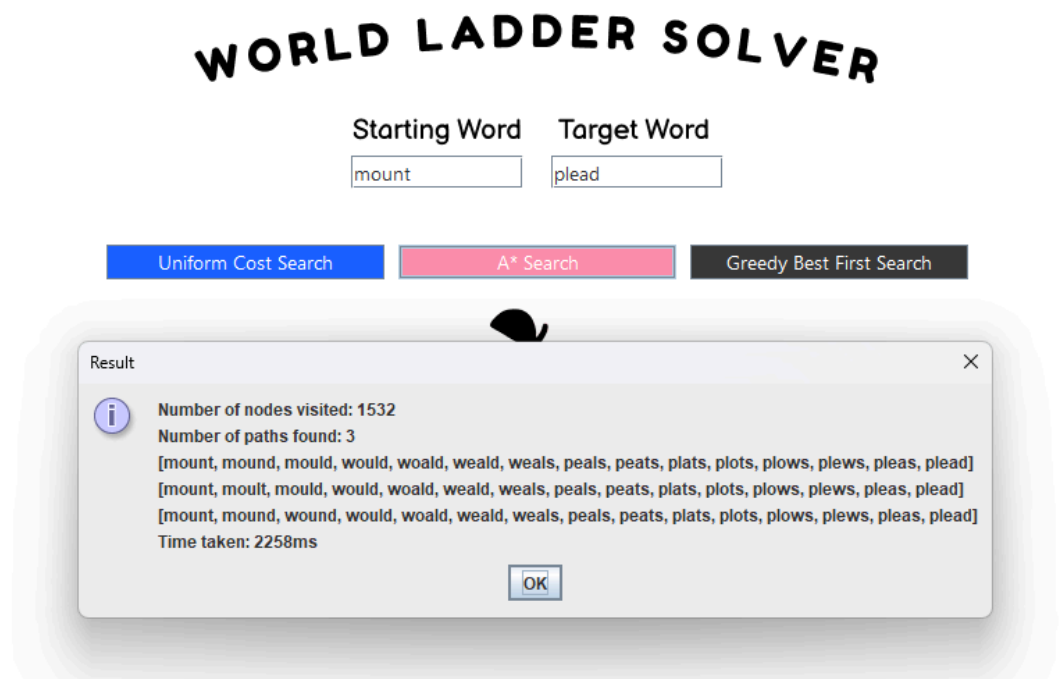 WORLD LADDER SOLVER
Starting Word Target Word
mount plead
Uniform Cost Search A* Search Greedy Best First Search
Result
Number of nodes visited: 1532
Number of paths found: 3
[mount, mound, mould, would, woald, weald, weals, peals, peats, plats, plots, plows, plews, pleas, plead]
[mount, moult, mould, would, woald, weald, weals, peals, peats, plats, plots, plows, plews, pleas, plead]
[mount, mound, wound, would, woald, weald, weals, peals, peats, plats, plots, plows, plews, pleas, plead]
Time taken: 2258ms
OK